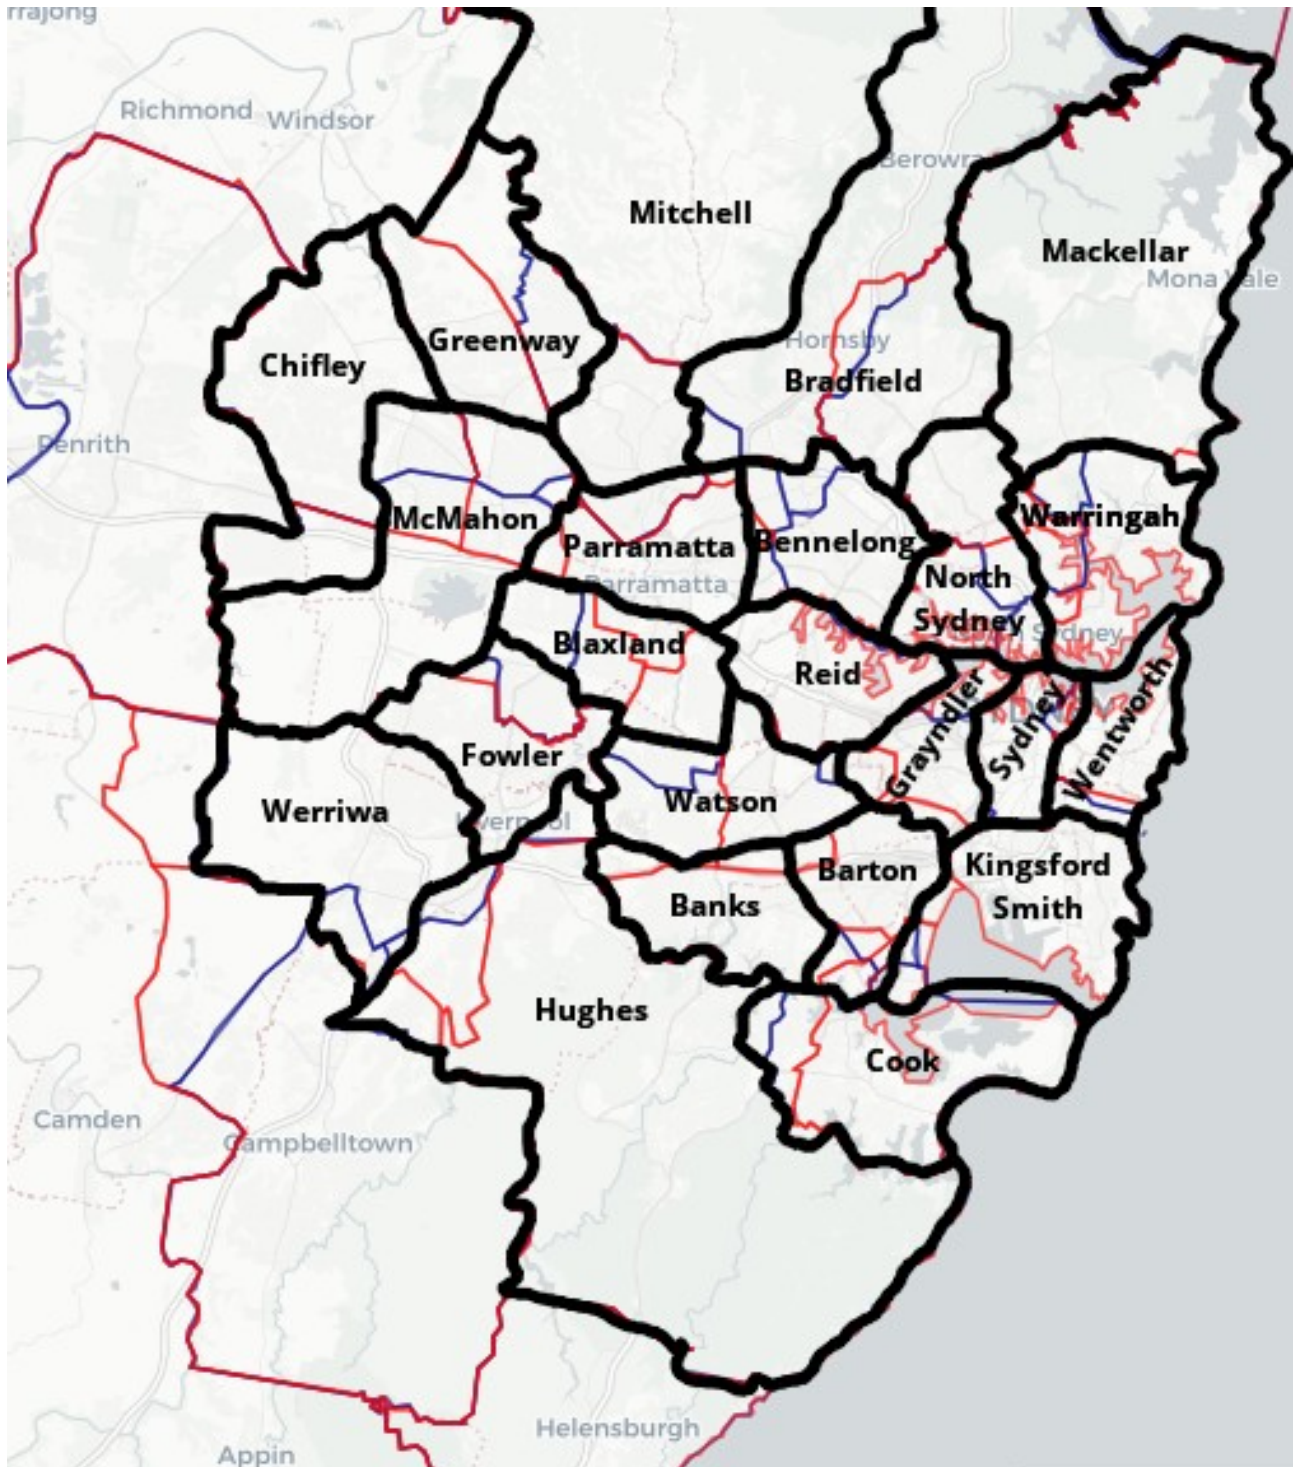 rrajong
Richmond
Windsor
Berowra
Mitchell
Mackellar
Mona Vale
Hornsby
Greenway
Chifley
Bradfield
Penrith
McMahon
Warringah
Parramatta
Bennelong
Parramatta
North
Sydney
Sydney
Blaxland
Reid
Grayndler
Sydney
Wentworth
Fowler
Werriwa
Watson
Liverpool
Barton
Kingsford
Smith
Banks
Hughes
Cook
Camden
Campbelltown
Helensburgh
Appin